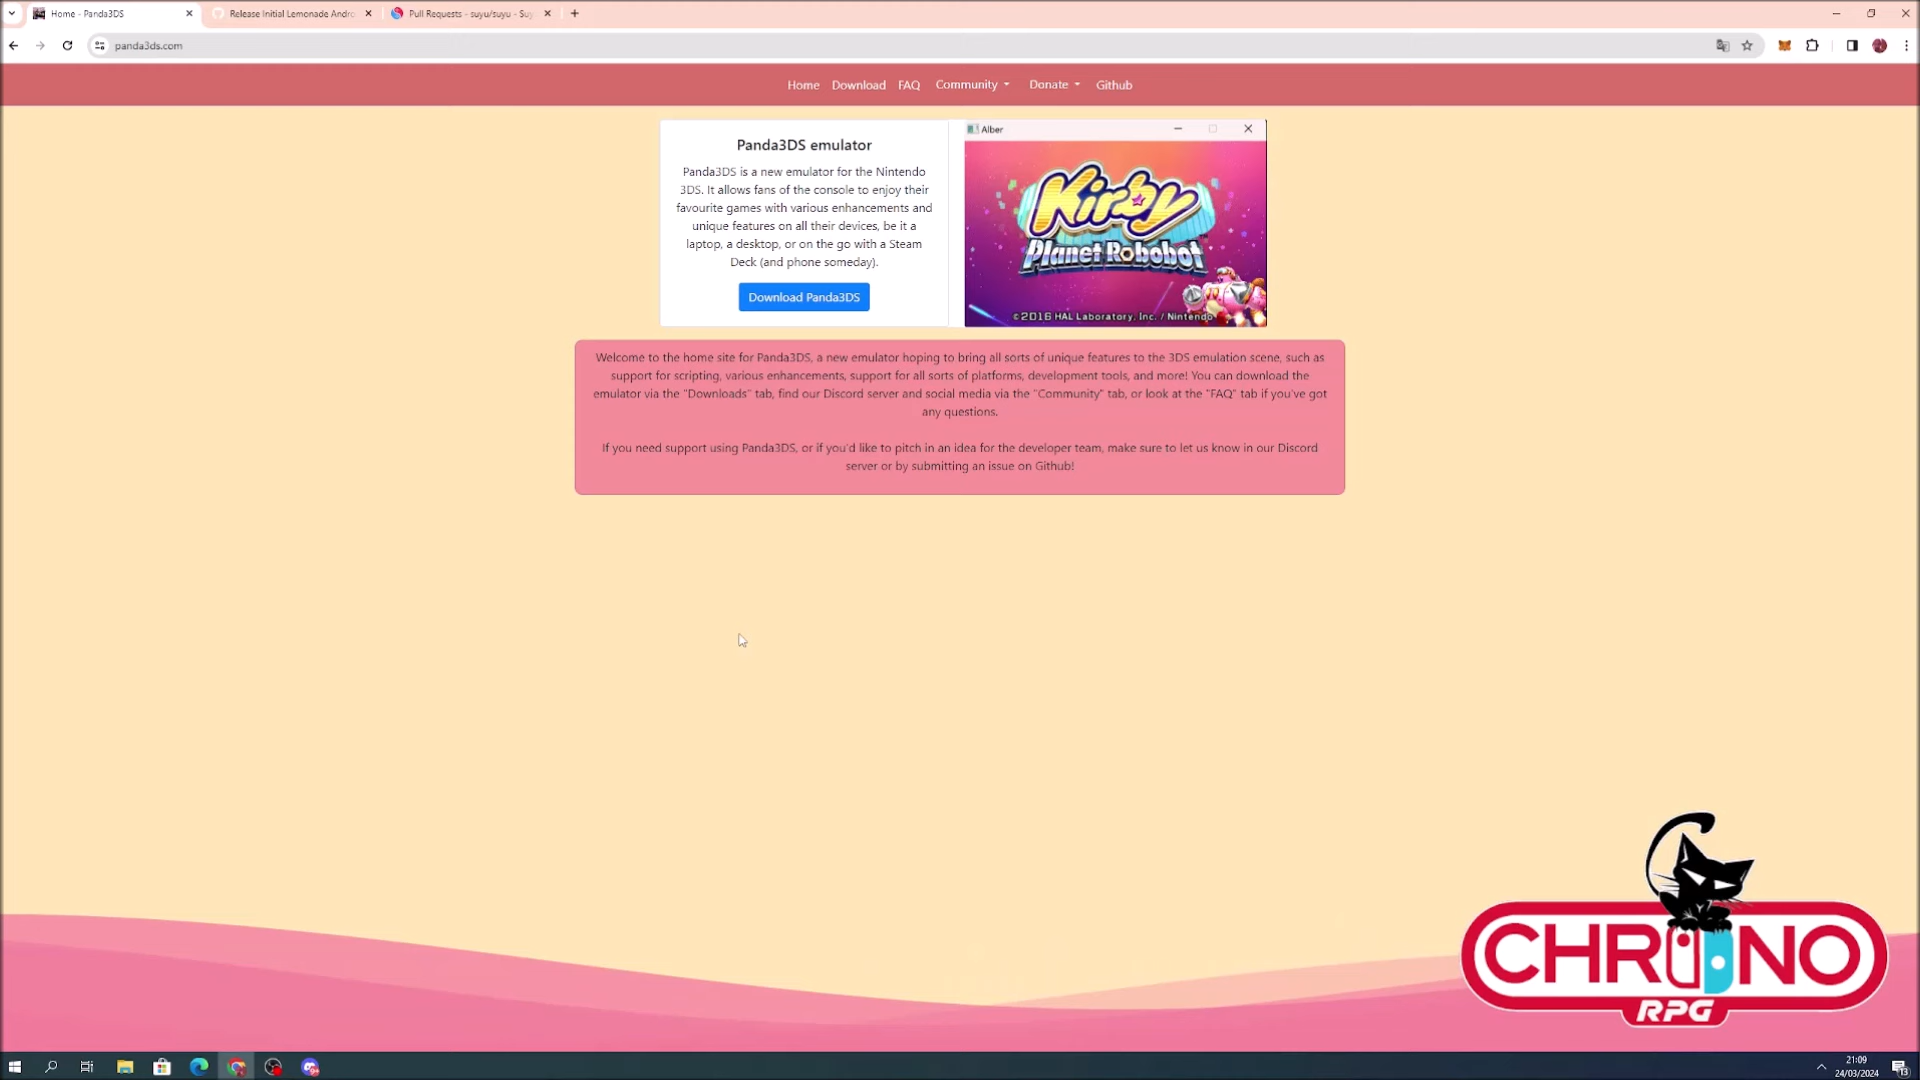 Home - Panda3DS
Release Initial Lemonade Andro
Pull Requests - suyu/suyu - Suy
panda3ds.com
Home Download FAQ Community Donate Github
Panda3DS emulator
Panda3DS is a new emulator for the Nintendo
3DS. It allows fans of the console to enjoy their
favourite games with various enhancements and
unique features on all their devices, be it a
laptop, a desktop, or on the go with a Steam
Deck (and phone someday).
Download Panda3DS
Alber
Kirby
Planet Robobot
©2016 HAL Laboratory, Inc. / Nintendo
Welcome to the home site for Panda3DS, a new emulator hoping to bring all sorts of unique features to the 3DS emulation scene, such as
support for scripting, various enhancements, support for all sorts of platforms, development tools, and more! You can download the
emulator via the "Downloads" tab, find our Discord server and social media via the "Community" tab, or look at the "FAQ" tab if you've got
any questions.
If you need support using Panda3DS, or if you'd like to pitch in an idea for the developer team, make sure to let us know in our Discord
server or by submitting an issue on Github!
CHRONO
RPG
21:09
24/03/2024
13